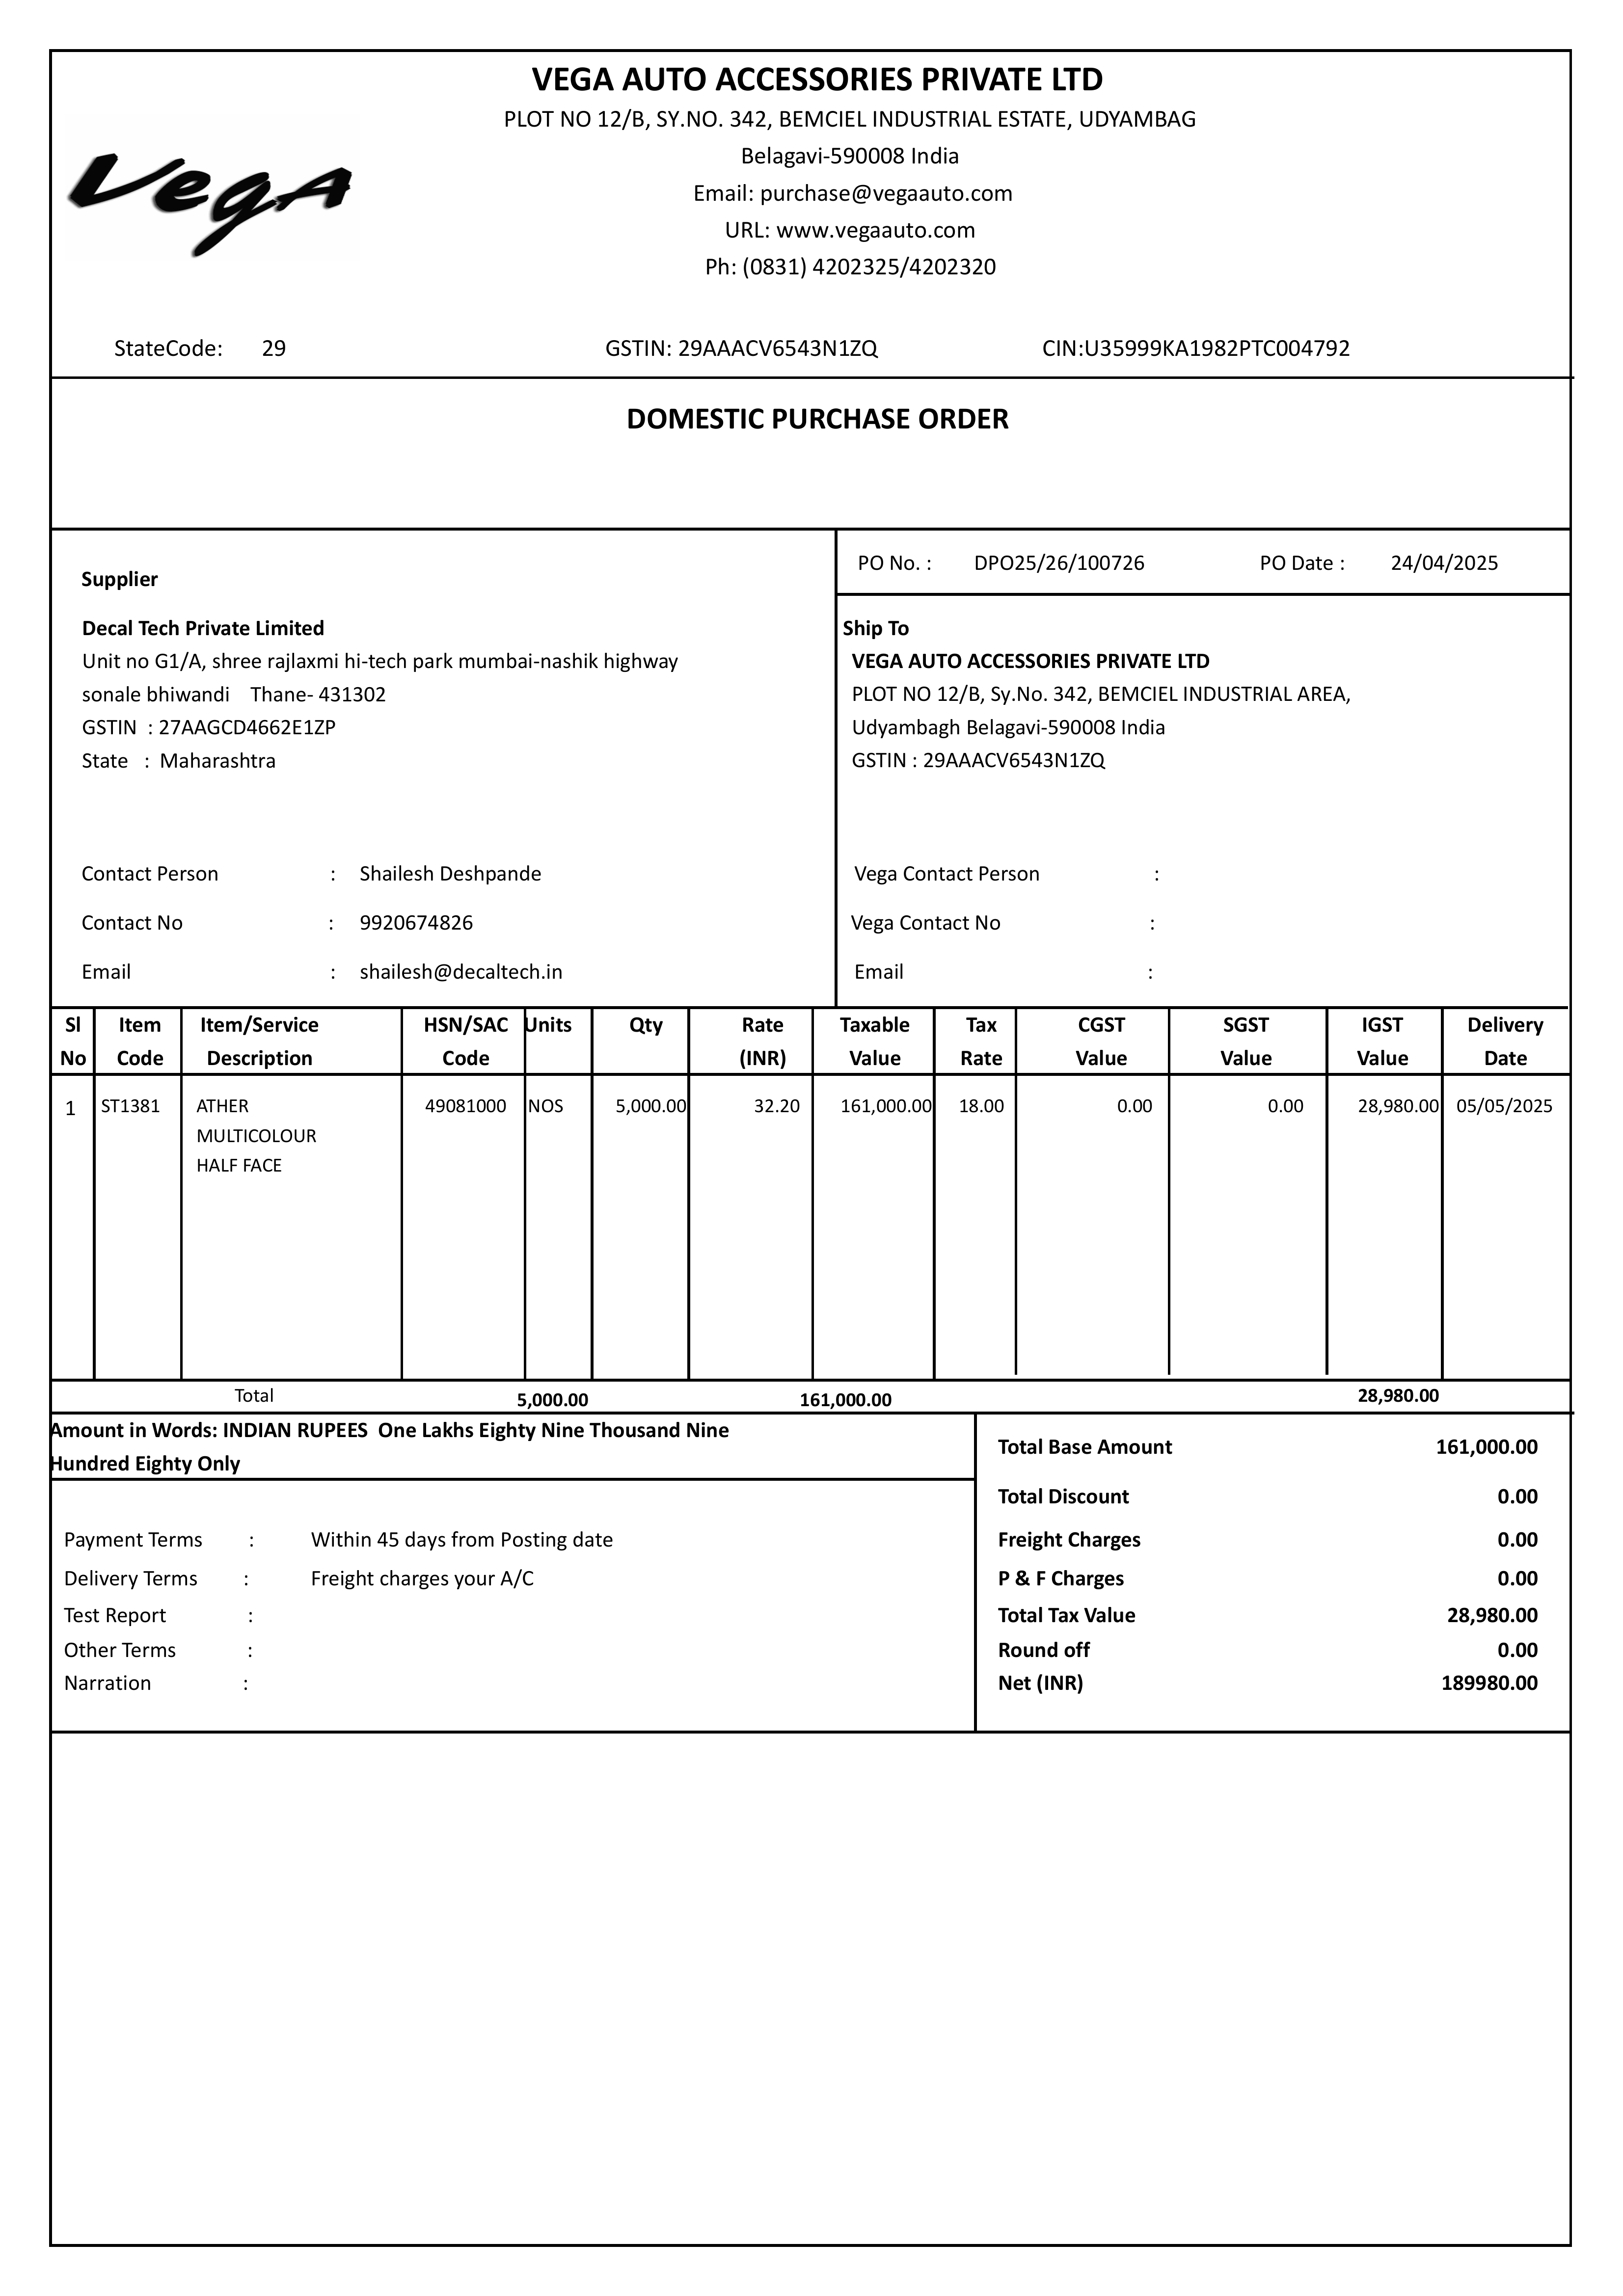 VEGA AUTO ACCESSORIES PRIVATE LTD
PLOT NO 12/B, SY.NO. 342, BEMCIEL INDUSTRIAL ESTATE, UDYAMBAG
Belagavi-590008 India
Email: purchase@vegaauto.com
URL: www.vegaauto.com
Ph: (0831) 4202325/4202320
VegA
StateCode: 29 GSTIN: 29AAACV6543N1ZQ CIN:U35999KA1982PTC004792
DOMESTIC PURCHASE ORDER
PO No. : DPO25/26/100726 PO Date : 24/04/2025
Supplier
Decal Tech Private Limited
Unit no G1/A, shree rajlaxmi hi-tech park mumbai-nashik highway
sonale bhiwandi Thane- 431302
GSTIN : 27AAGCD4662E1ZP
State : Maharashtra
Contact Person : Shailesh Deshpande
Contact No : 9920674826
Email : shailesh@decaltech.in
Ship To
VEGA AUTO ACCESSORIES PRIVATE LTD
PLOT NO 12/B, Sy.No. 342, BEMCIEL INDUSTRIAL AREA,
Udyambagh Belagavi-590008 India
GSTIN : 29AAACV6543N1ZQ
Vega Contact Person :
Vega Contact No :
Email :
Sl Item Item/Service HSN/SAC Units Qty Rate Taxable Tax CGST SGST IGST Delivery
No Code Description Code (INR) Value Rate Value Value Value Date
1 ST1381 ATHER 49081000 NOS 5,000.00 32.20 161,000.00 18.00 0.00 0.00 28,980.00 05/05/2025
MULTICOLOUR
HALF FACE
Total 5,000.00 161,000.00 28,980.00
Amount in Words: INDIAN RUPEES One Lakhs Eighty Nine Thousand Nine
Hundred Eighty Only
Payment Terms : Within 45 days from Posting date
Delivery Terms : Freight charges your A/C
Test Report :
Other Terms :
Narration :
Total Base Amount 161,000.00
Total Discount 0.00
Freight Charges 0.00
P & F Charges 0.00
Total Tax Value 28,980.00
Round off 0.00
Net (INR) 189980.00